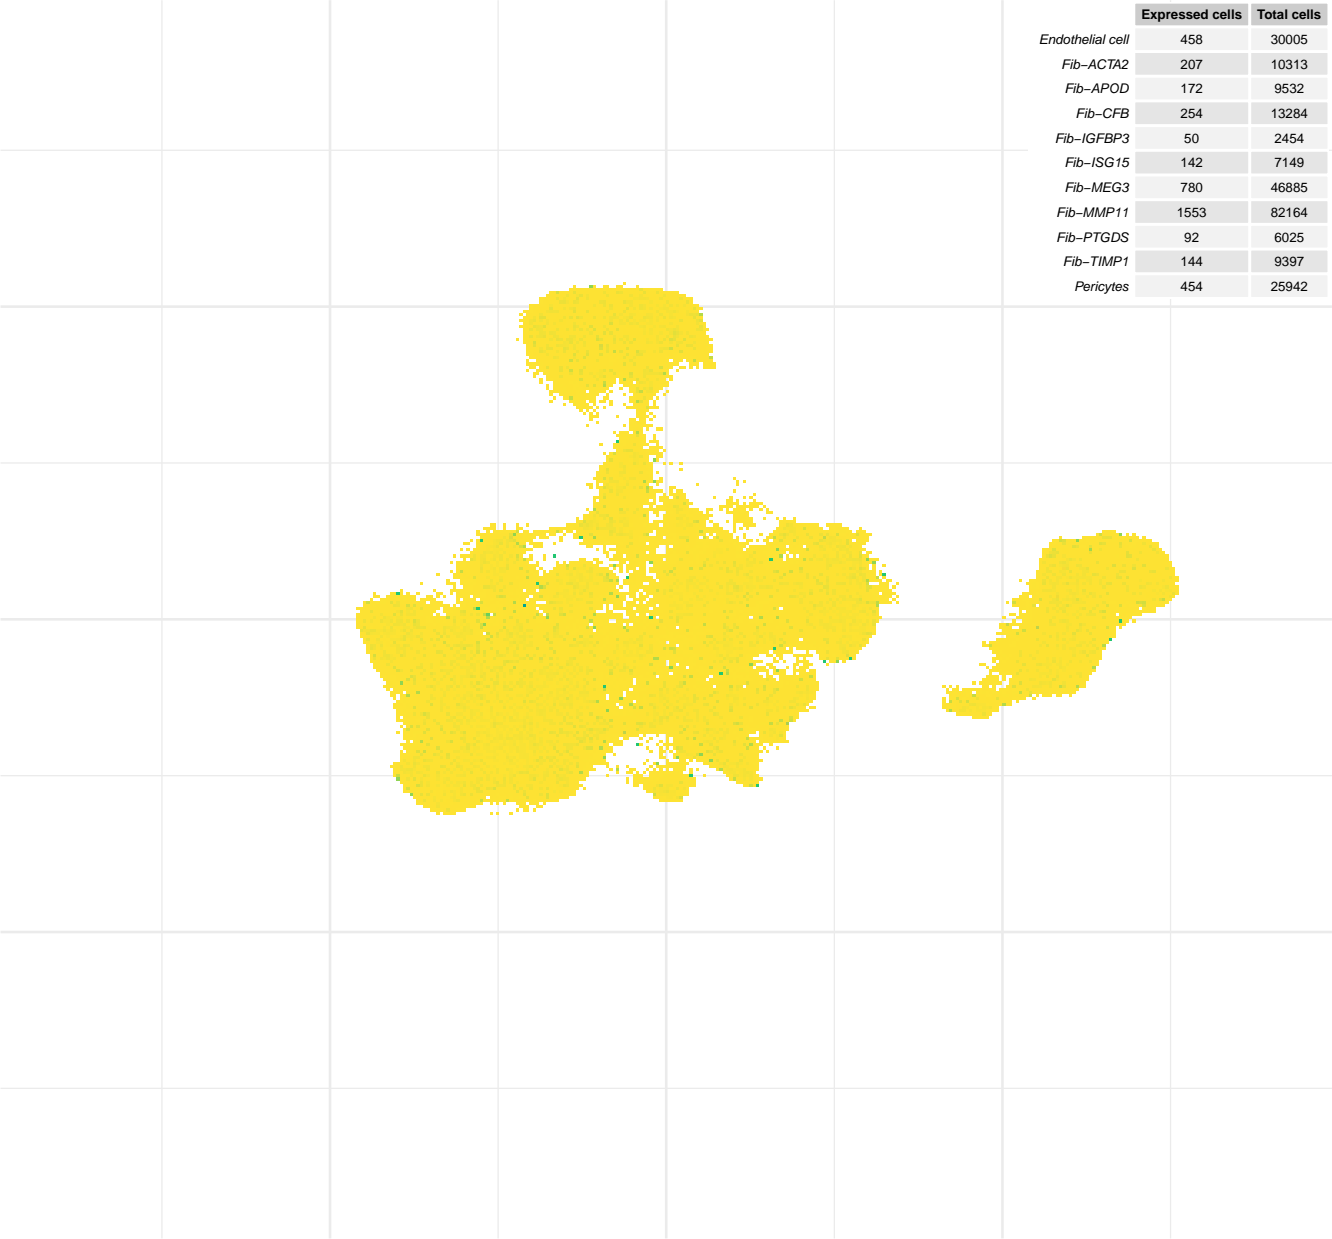 Expressed cells Total cells
Endothelial cell 458 30005
Fib−ACTA2 207 10313
Fib−APOD 172 9532
Fib−CFB 254 13284
Fib−IGFBP3 50 2454
Fib−ISG15 142 7149
Fib−MEG3 780 46885
Fib−MMP11 1553 82164
Fib−PTGDS 92 6025
Fib−TIMP1 144 9397
Pericytes 454 25942